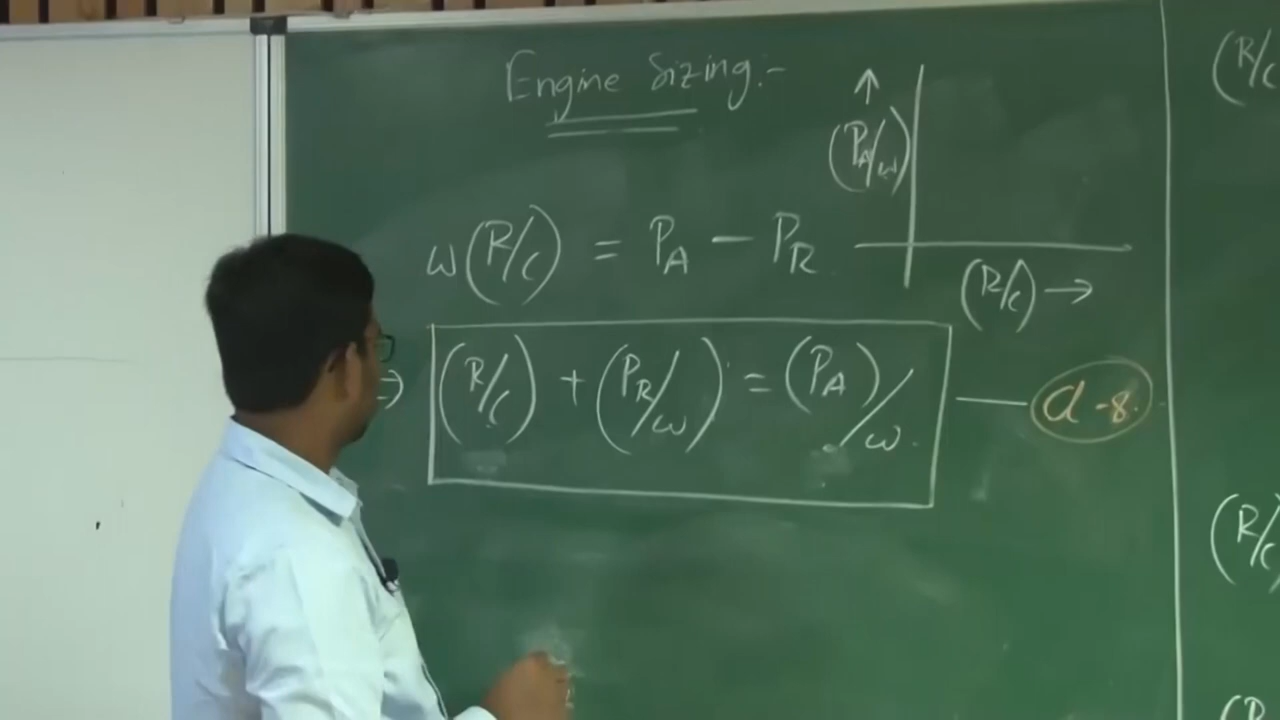 Engine Sizing:-
↑
(PA/w)
w(R/C) = PA - PR
(R/C) →
⇒ (R/C) + (PR/w) = (PA)/w. — a-8.
(R/C
(R/C)
(R